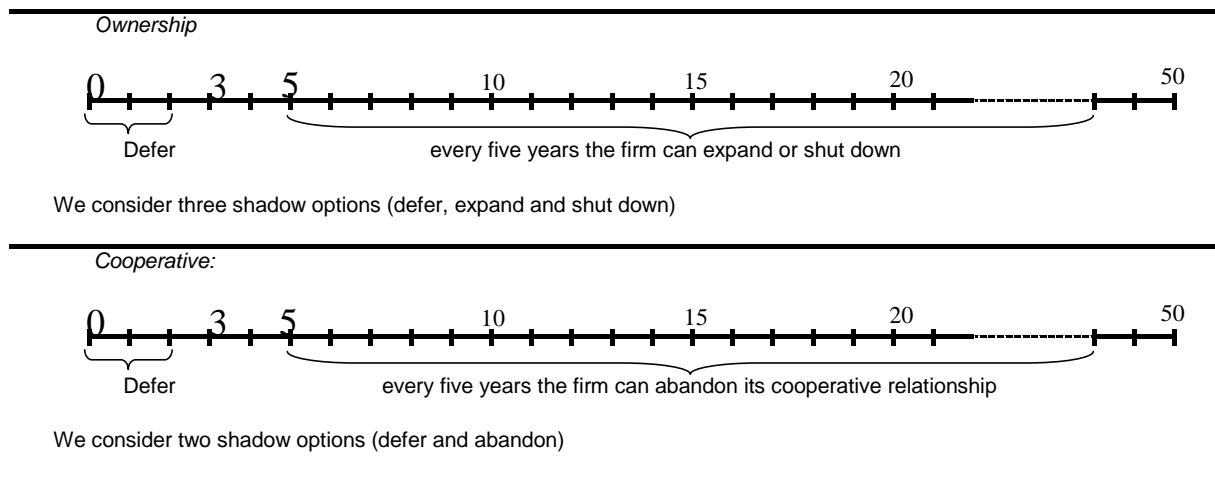 Ownership
0 3 5 10 15 20 50
Defer every five years the firm can expand or shut down
We consider three shadow options (defer, expand and shut down)
Cooperative:
0 3 5 10 15 20 50
Defer every five years the firm can abandon its cooperative relationship
We consider two shadow options (defer and abandon)